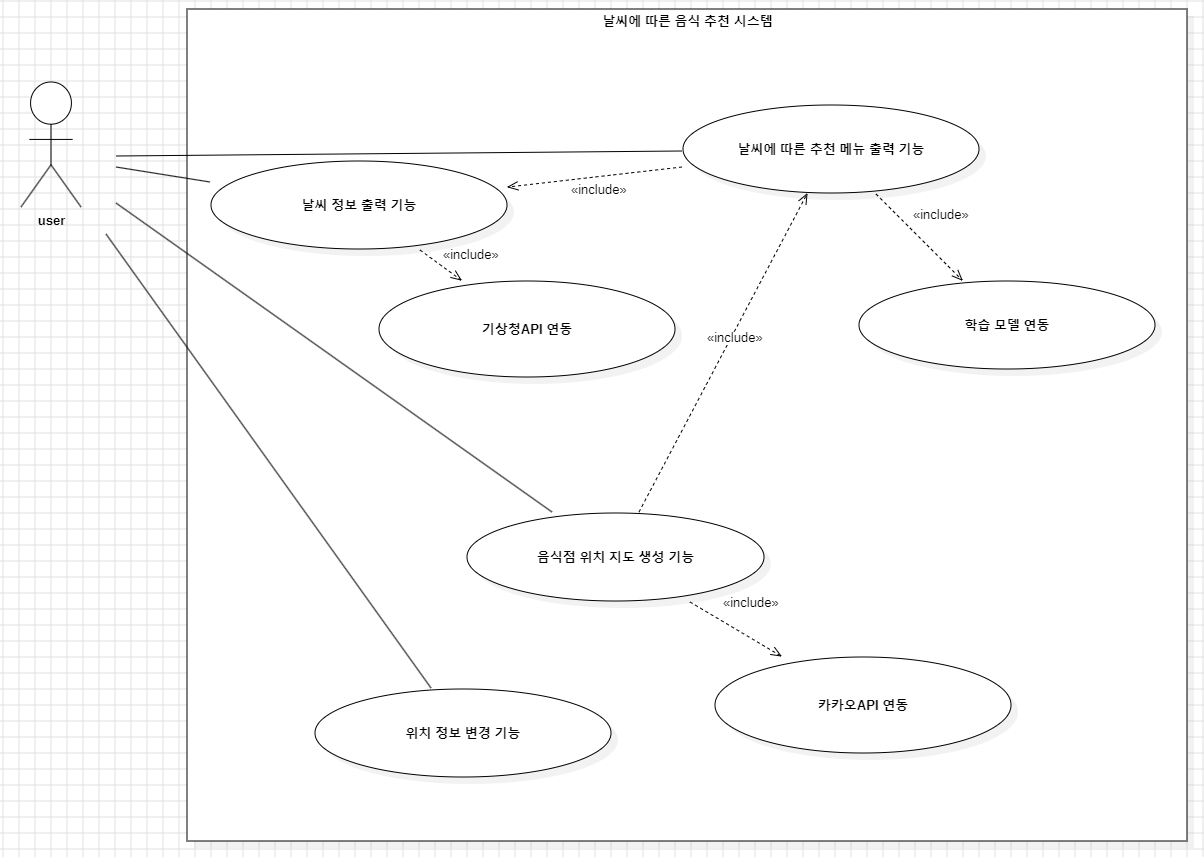 날씨에 따른 음식 추천 시스템
날씨에 따른 추천 메뉴 출력 기능
«include»
날씨 정보 출력 기능
«include»
user
«include»
기상청API 연동
학습 모델 연동
«include»
음식점 위치 지도 생성 기능
«include»
카카오API 연동
위치 정보 변경 기능